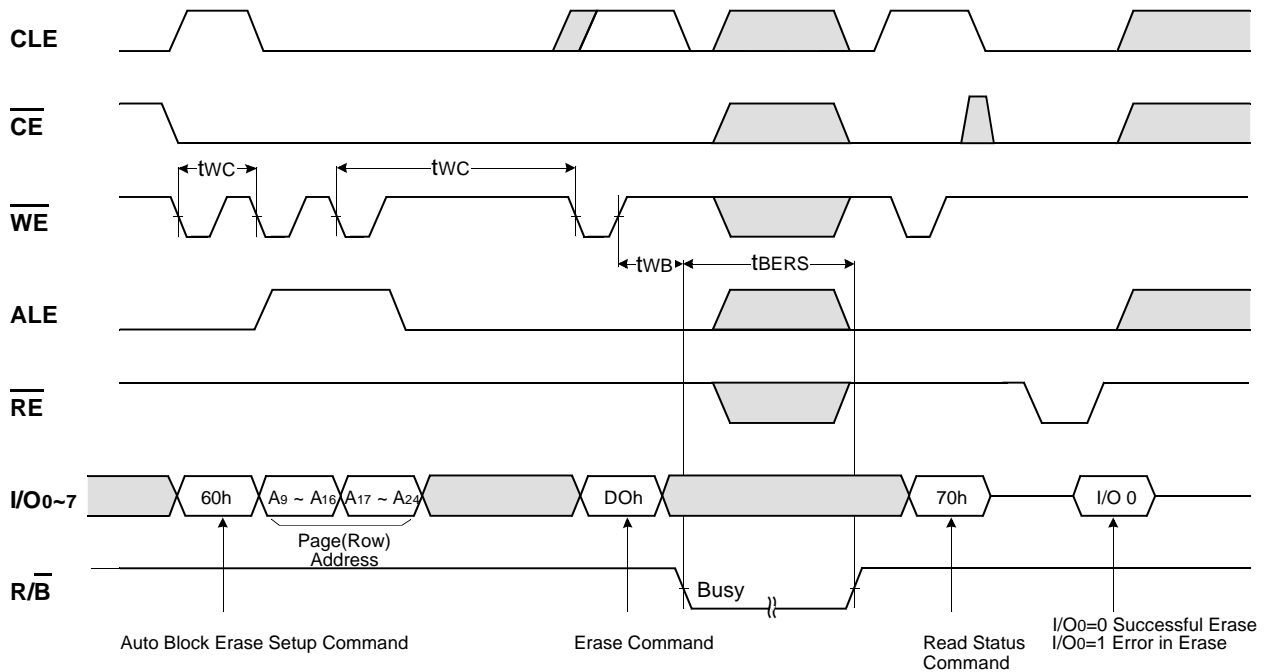 CLE
CE
tWC
tWC
WE
tWB
tBERS
ALE
RE
I/O0~7
60h
A9 ~ A16
A17 ~ A24
DOh
70h
I/O 0
Page(Row)
Address
R/B
Busy
Auto Block Erase Setup Command
Erase Command
Read Status
Command
I/O0=0 Successful Erase
I/O0=1 Error in Erase